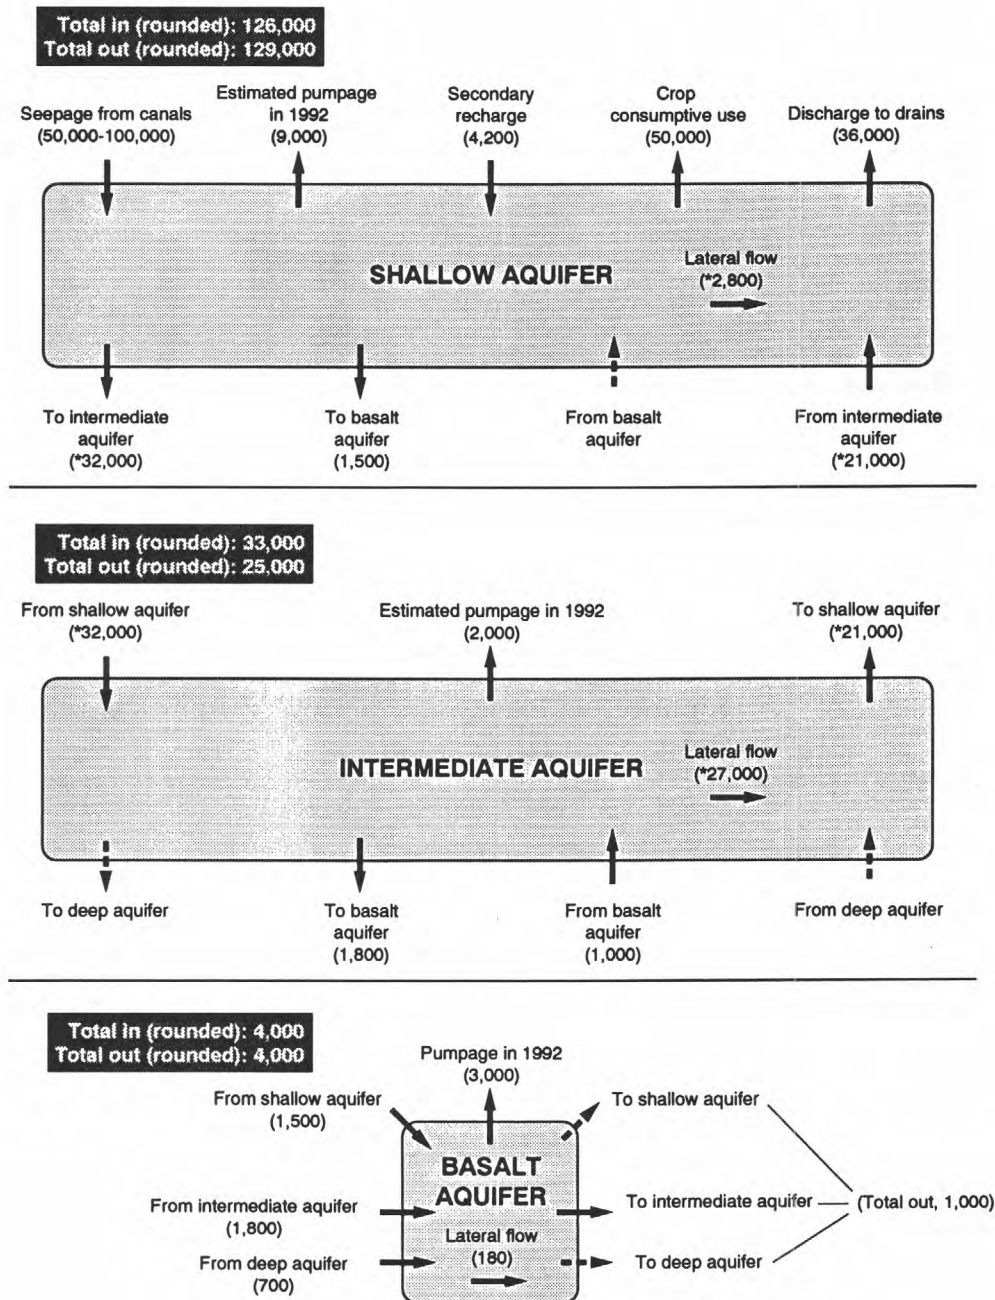 Total in (rounded): 126,000
Total out (rounded): 129,000
Seepage from canals
(50,000-100,000)
Estimated pumpage
in 1992
(9,000)
Secondary
recharge
(4,200)
Crop
consumptive use
(50,000)
Discharge to drains
(36,000)
SHALLOW AQUIFER
Lateral flow
(*2,800)
To intermediate
aquifer
(*32,000)
To basalt
aquifer
(1,500)
From basalt
aquifer
From intermediate
aquifer
(*21,000)
Total in (rounded): 33,000
Total out (rounded): 25,000
From shallow aquifer
(*32,000)
Estimated pumpage in 1992
(2,000)
To shallow aquifer
(*21,000)
INTERMEDIATE AQUIFER
Lateral flow
(*27,000)
To deep aquifer
To basalt
aquifer
(1,800)
From basalt
aquifer
(1,000)
From deep aquifer
Total in (rounded): 4,000
Total out (rounded): 4,000
Pumpage in 1992
(3,000)
From shallow aquifer
(1,500)
To shallow aquifer
BASALT
AQUIFER
From intermediate aquifer
(1,800)
To intermediate aquifer
(Total out, 1,000)
Lateral flow
(180)
From deep aquifer
(700)
To deep aquifer